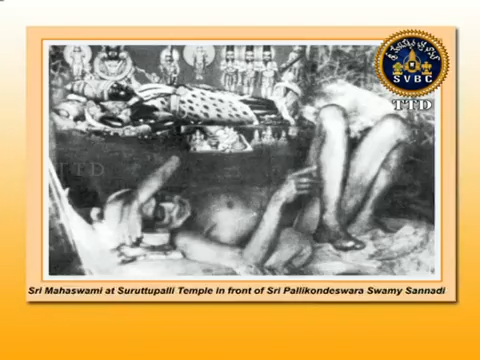 SVBC
TTD
TTD
Sri Mahaswami at Suruttupalli Temple in front of Sri Pallikondeswara Swamy Sannadi